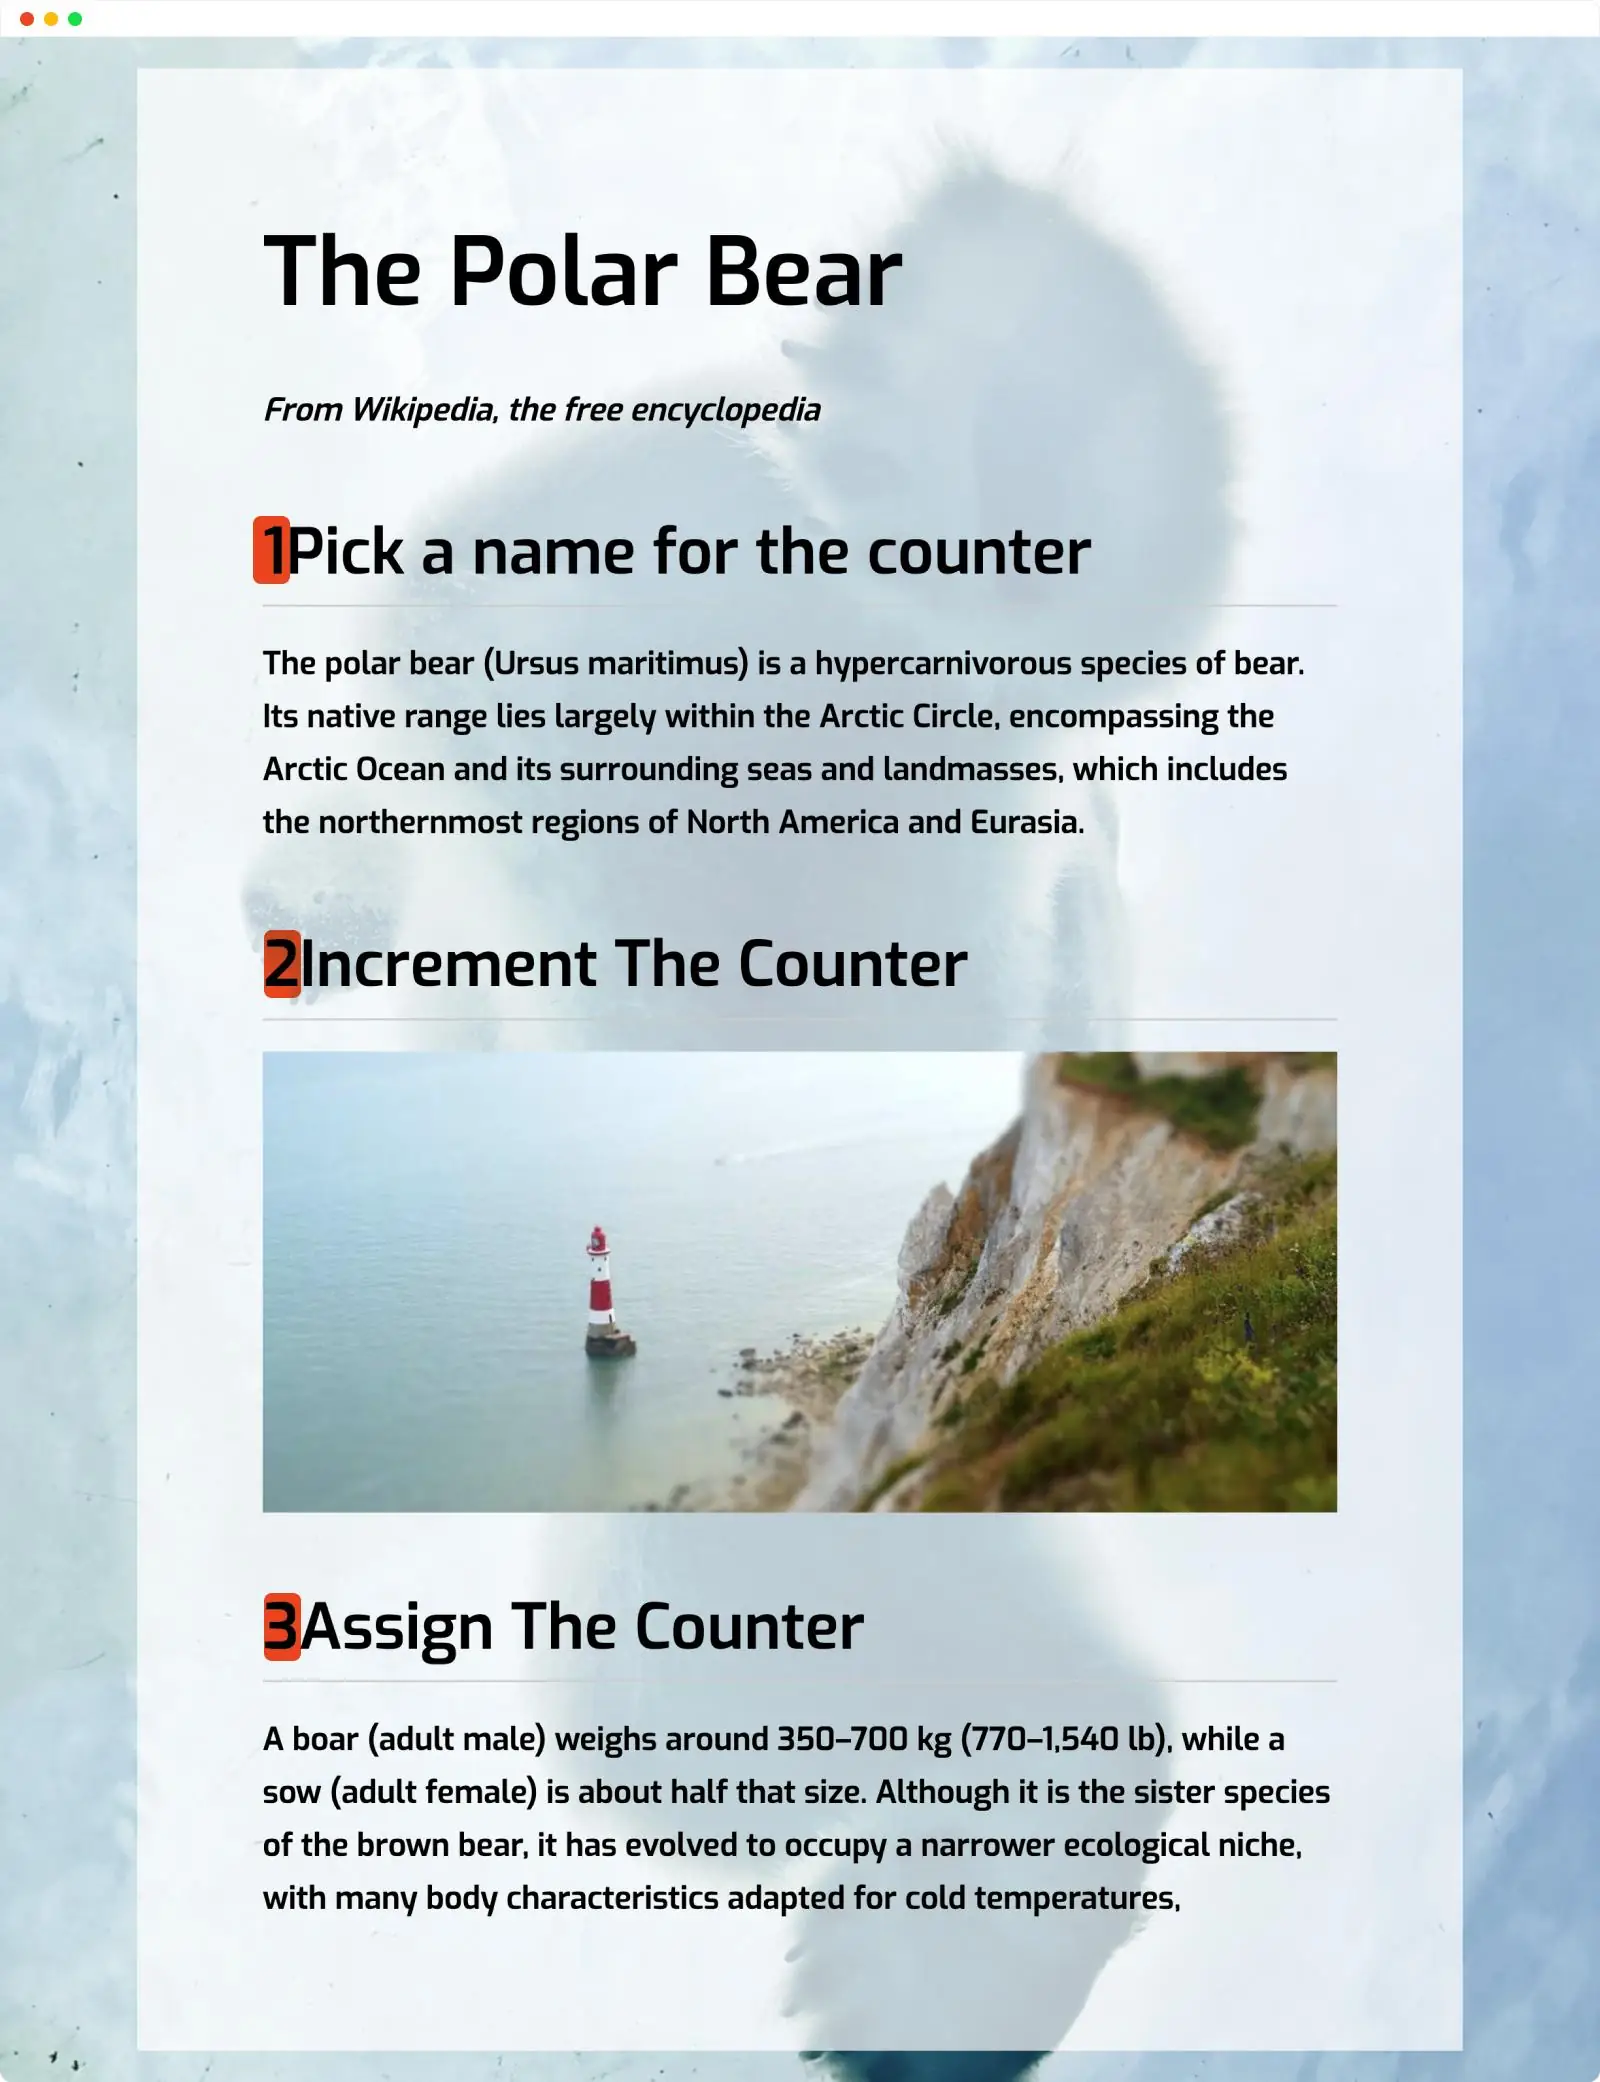 The Polar Bear
From Wikipedia, the free encyclopedia
1Pick a name for the counter
The polar bear (Ursus maritimus) is a hypercarnivorous species of bear.
Its native range lies largely within the Arctic Circle, encompassing the
Arctic Ocean and its surrounding seas and landmasses, which includes
the northernmost regions of North America and Eurasia.
2Increment The Counter
3Assign The Counter
A boar (adult male) weighs around 350–700 kg (770–1,540 lb), while a
sow (adult female) is about half that size. Although it is the sister species
of the brown bear, it has evolved to occupy a narrower ecological niche,
with many body characteristics adapted for cold temperatures,